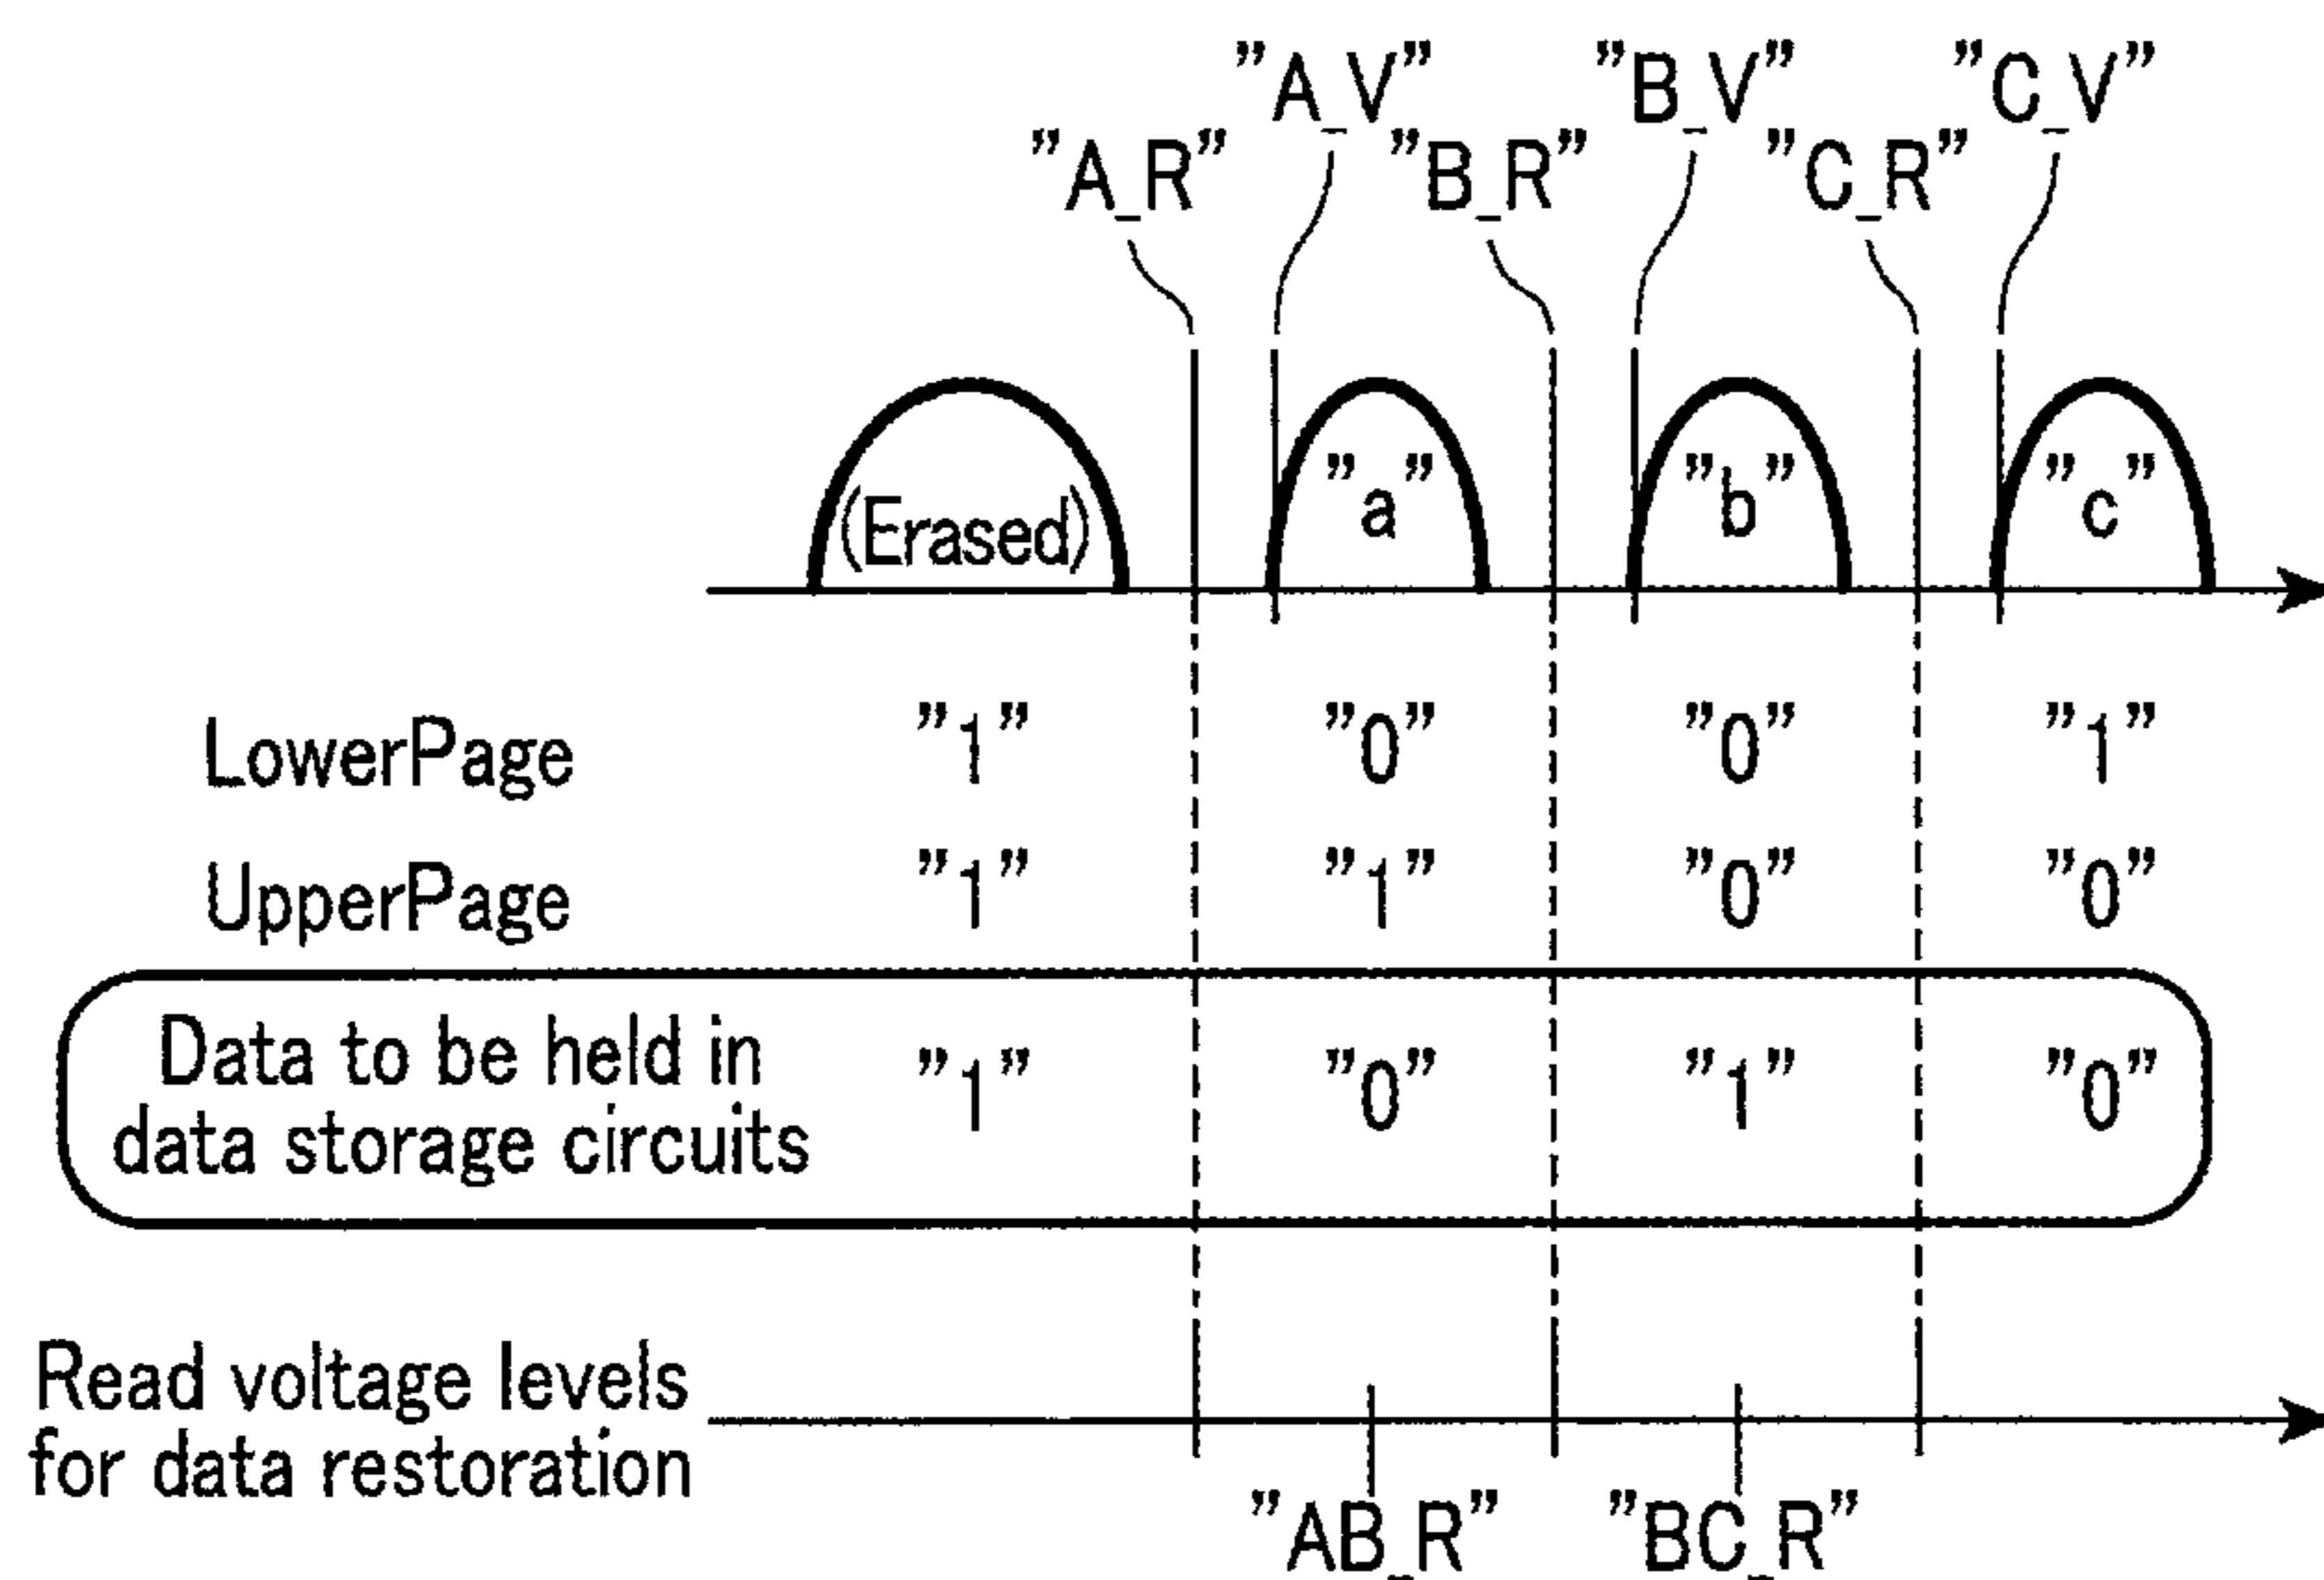 ”A_V” ”B_V” ”C_V”
”A_R” ”B_R” ”C_R”
(Erased) ”a” ”b” ”c”
LowerPage ”1” ”0” ”0” ”1”
UpperPage ”1” ”1” ”0” ”0”
Data to be held in
data storage circuits ”1” ”0” ”1” ”0”
Read voltage levels
for data restoration
”AB_R” ”BC_R”